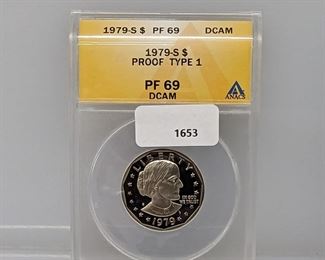 1979-S $ PF 69 DCAM
1979-S $
PROOF TYPE 1
PF 69
DCAM
ANACS
1653
LIBERTY
IN GOD
WE TRUST
1979